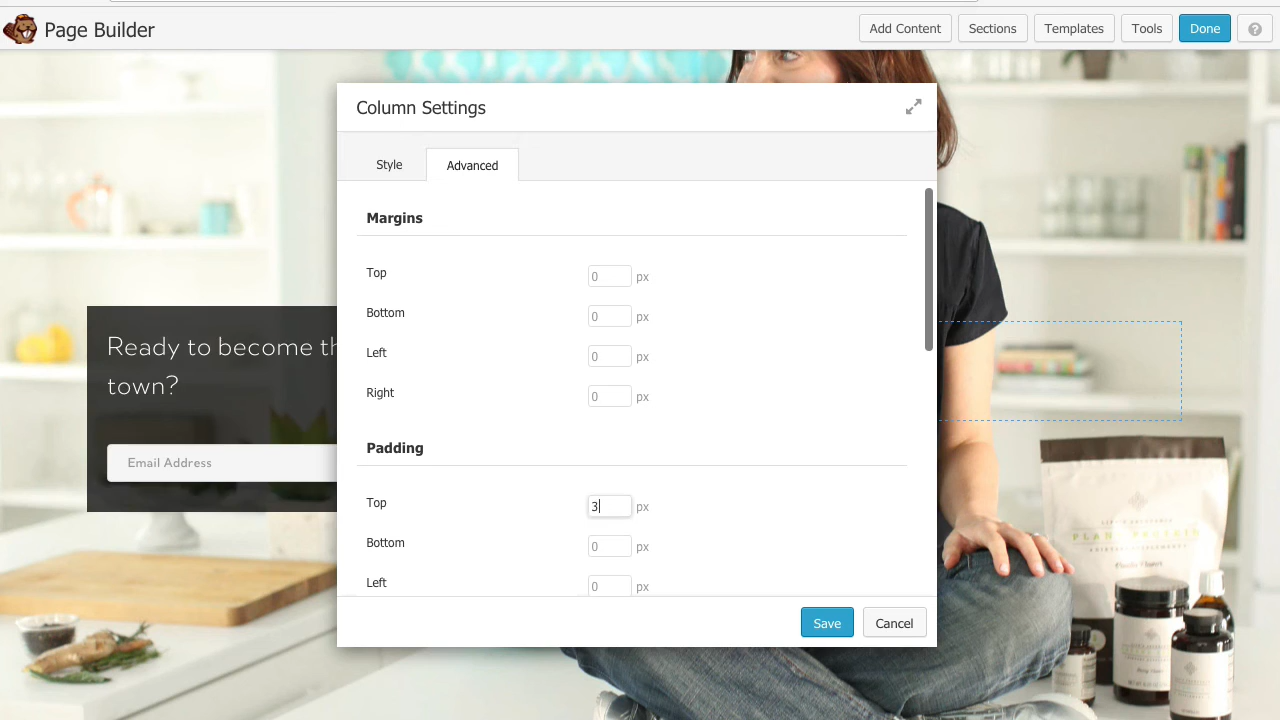 Page Builder
Add Content
Sections
Templates
Tools
Done
?
Column Settings
Style
Advanced
Margins
Top 0 px
Bottom 0 px
Left 0 px
Right 0 px
Padding
Top 3 px
Bottom 0 px
Left 0 px
Save
Cancel
Ready to become th
town?
Email Address